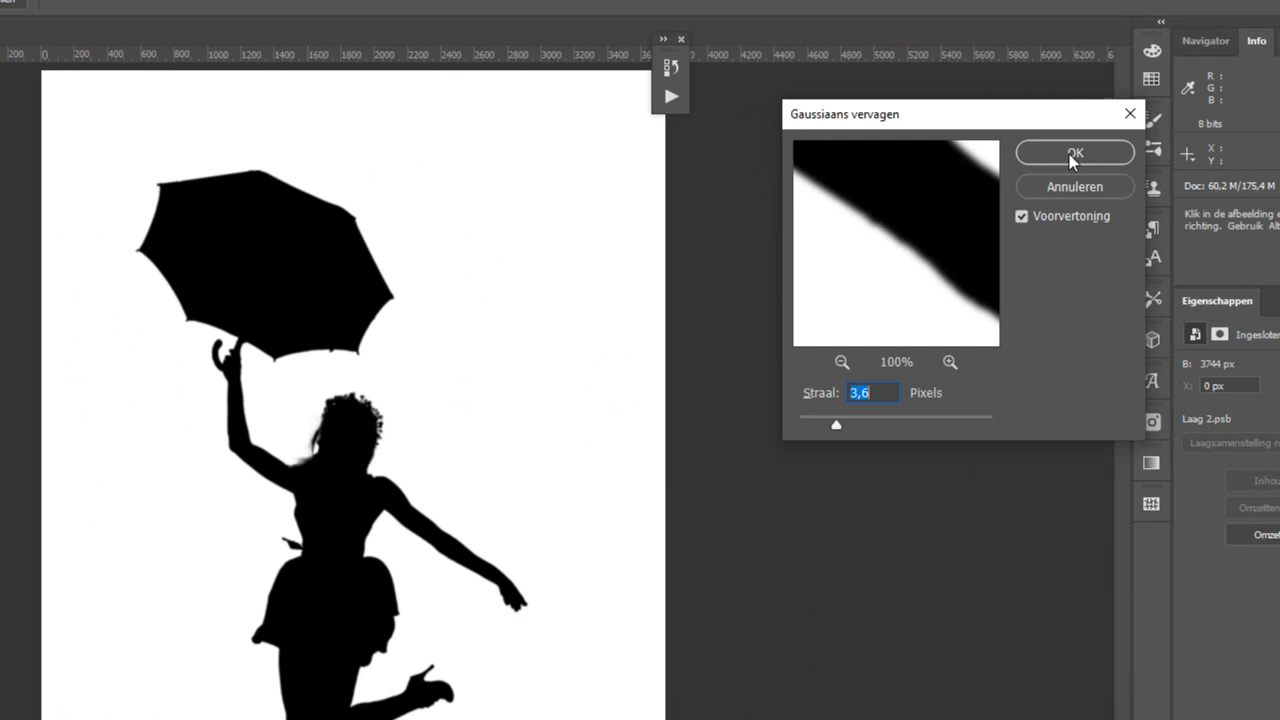 200 0 200 400 600 800 1000 1200 1400 1600 1800 2000 2200 2400 2600 2800 3000 3200 3400 3600 4000 4200 4400 4600 4800 5000 5200 5400 5600 5800 6000 6200
Navigator Info
R :
G :
B :
8 bits
X :
Y :
Doc: 60,2 M/175,4 M
Klik in de afbeelding
richting. Gebruik Alt
Gaussiaans vervagen
OK
Annuleren
Voorvertoning
100%
Straal: 3,6 Pixels
Eigenschappen
Ingesloten
B: 3744 px
X: 0 px
Laag 2.psb
Laagsamenstelling
Inhou
Omzetten
Omzet